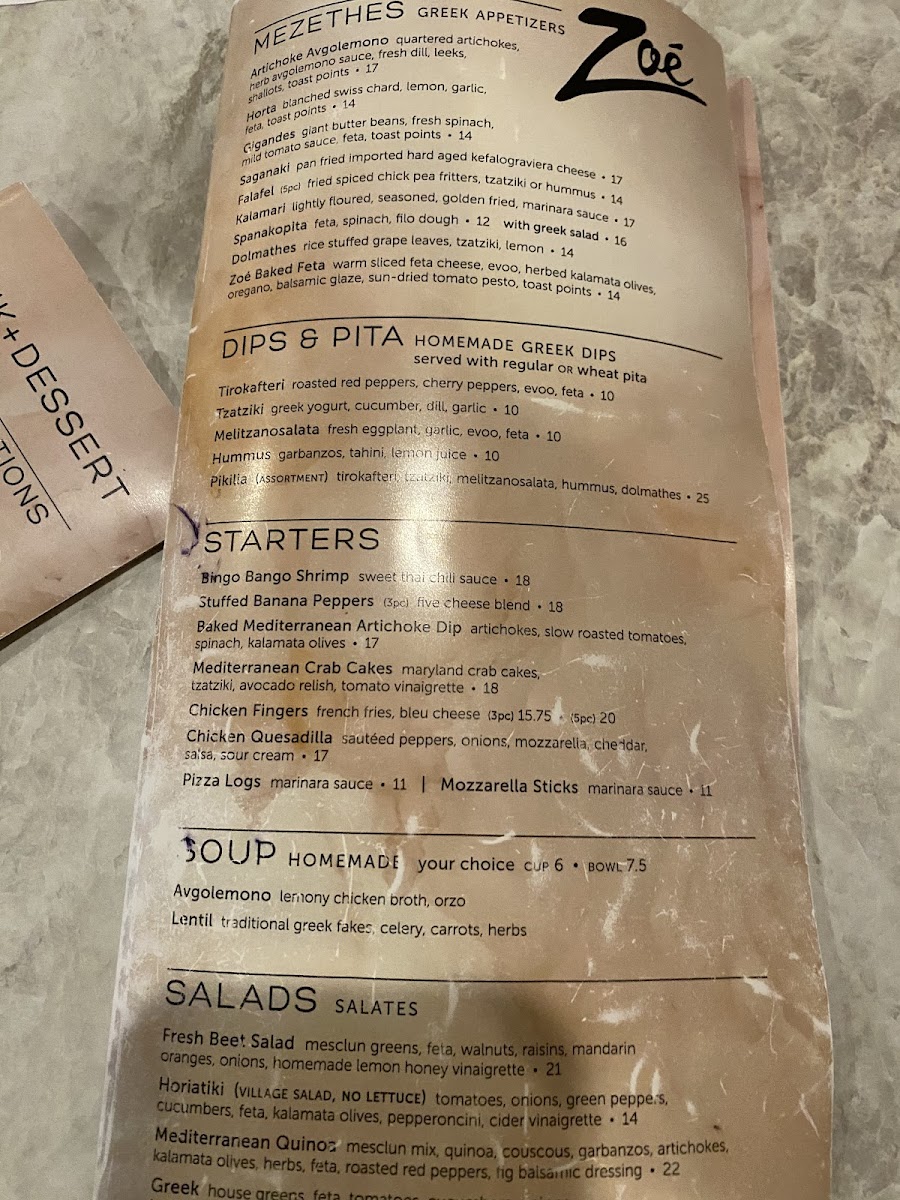 MEZETHES GREEK APPETIZERS
Zoé
Artichoke Avgolemono quartered artichokes,
herb avgolemono sauce, fresh dill, leeks,
shallots, toast points • 17
Horta blanched swiss chard, lemon, garlic,
feta, toast points • 14
Gigandes giant butter beans, fresh spinach,
mild tomato sauce, feta, toast points • 14
Saganaki pan fried imported hard aged kefalograviera cheese • 17
Falafel (5pc) fried spiced chick pea fritters, tzatziki or hummus • 14
Kalamari lightly floured, seasoned, golden fried, marinara sauce • 17
Spanakopita feta, spinach, filo dough • 12 with greek salad • 16
Dolmathes rice stuffed grape leaves, tzatziki, lemon • 14
Zoé Baked Feta warm sliced feta cheese, evoo, herbed kalamata olives,
oregano, balsamic glaze, sun-dried tomato pesto, toast points • 14
DIPS & PITA HOMEMADE GREEK DIPS
served with regular OR wheat pita
Tirokafteri roasted red peppers, cherry peppers, evoo, feta • 10
Tzatziki greek yogurt, cucumber, dill, garlic • 10
Melitzanosalata fresh eggplant, garlic, evoo, feta • 10
Hummus garbanzos, tahini, lemon juice • 10
Pikilia (ASSORTMENT) tirokafteri, tzatziki, melitzanosalata, hummus, dolmathes • 25
STARTERS
Bingo Bango Shrimp sweet thai chili sauce • 18
Stuffed Banana Peppers (3pc) five cheese blend • 18
Baked Mediterranean Artichoke Dip artichokes, slow roasted tomatoes,
spinach, kalamata olives • 17
Mediterranean Crab Cakes maryland crab cakes,
tzatziki, avocado relish, tomato vinaigrette • 18
Chicken Fingers french fries, bleu cheese (3pc) 15.75 • (5pc) 20
Chicken Quesadilla sautéed peppers, onions, mozzarella, cheddar,
salsa, sour cream • 17
Pizza Logs marinara sauce • 11 | Mozzarella Sticks marinara sauce • 11
SOUP HOMEMADE your choice CUP 6 • BOWL 7.5
Avgolemono lemony chicken broth, orzo
Lentil traditional greek fakes, celery, carrots, herbs
SALADS SALATES
Fresh Beet Salad mesclun greens, feta, walnuts, raisins, mandarin
oranges, onions, homemade lemon honey vinaigrette • 21
Horiatiki (VILLAGE SALAD, NO LETTUCE) tomatoes, onions, green peppers,
cucumbers, feta, kalamata olives, pepperoncini, cider vinaigrette • 14
Mediterranean Quinoa mesclun mix, quinoa, couscous, garbanzos, artichokes,
kalamata olives, herbs, feta, roasted red peppers, fig balsamic dressing • 22
Greek house greens, feta, tomatoes,
+DESSERT